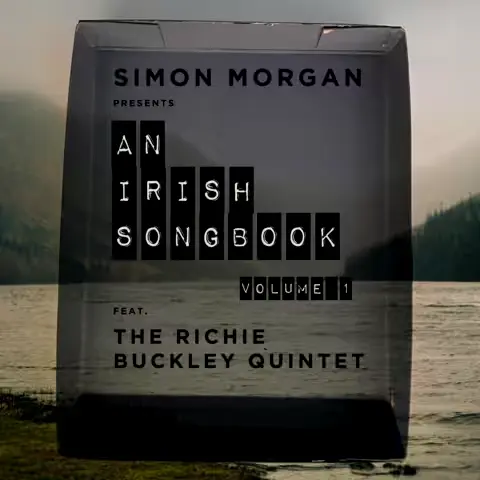 SIMON MORGAN
PRESENTS
AN
IRISH
SONGBOOK
VOLUME 1
FEAT.
THE RICHIE
BUCKLEY QUINTET